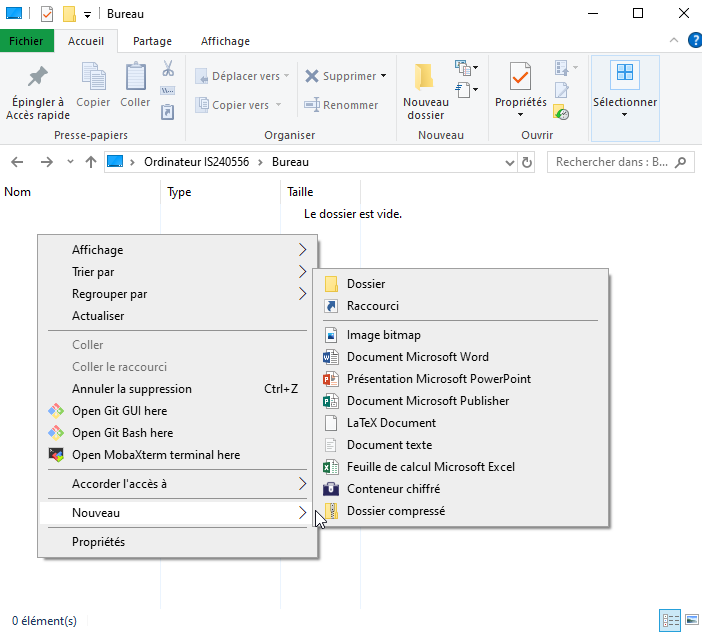 Bureau
Fichier Accueil Partage Affichage
Épingler à Accès rapide
Copier
Coller
Presse-papiers
Déplacer vers
Copier vers
Supprimer
Renommer
Organiser
Nouveau dossier
Nouveau
Propriétés
Ouvrir
Sélectionner
Ordinateur IS240556 > Bureau
Rechercher dans : B...
Nom Type Taille
Le dossier est vide.
Affichage
Trier par
Regrouper par
Actualiser
Coller
Coller le raccourci
Annuler la suppression Ctrl+Z
Open Git GUI here
Open Git Bash here
Open MobaXterm terminal here
Accorder l'accès à
Nouveau
Propriétés
Dossier
Raccourci
Image bitmap
Document Microsoft Word
Présentation Microsoft PowerPoint
Document Microsoft Publisher
LaTeX Document
Document texte
Feuille de calcul Microsoft Excel
Conteneur chiffré
Dossier compressé
0 élément(s)